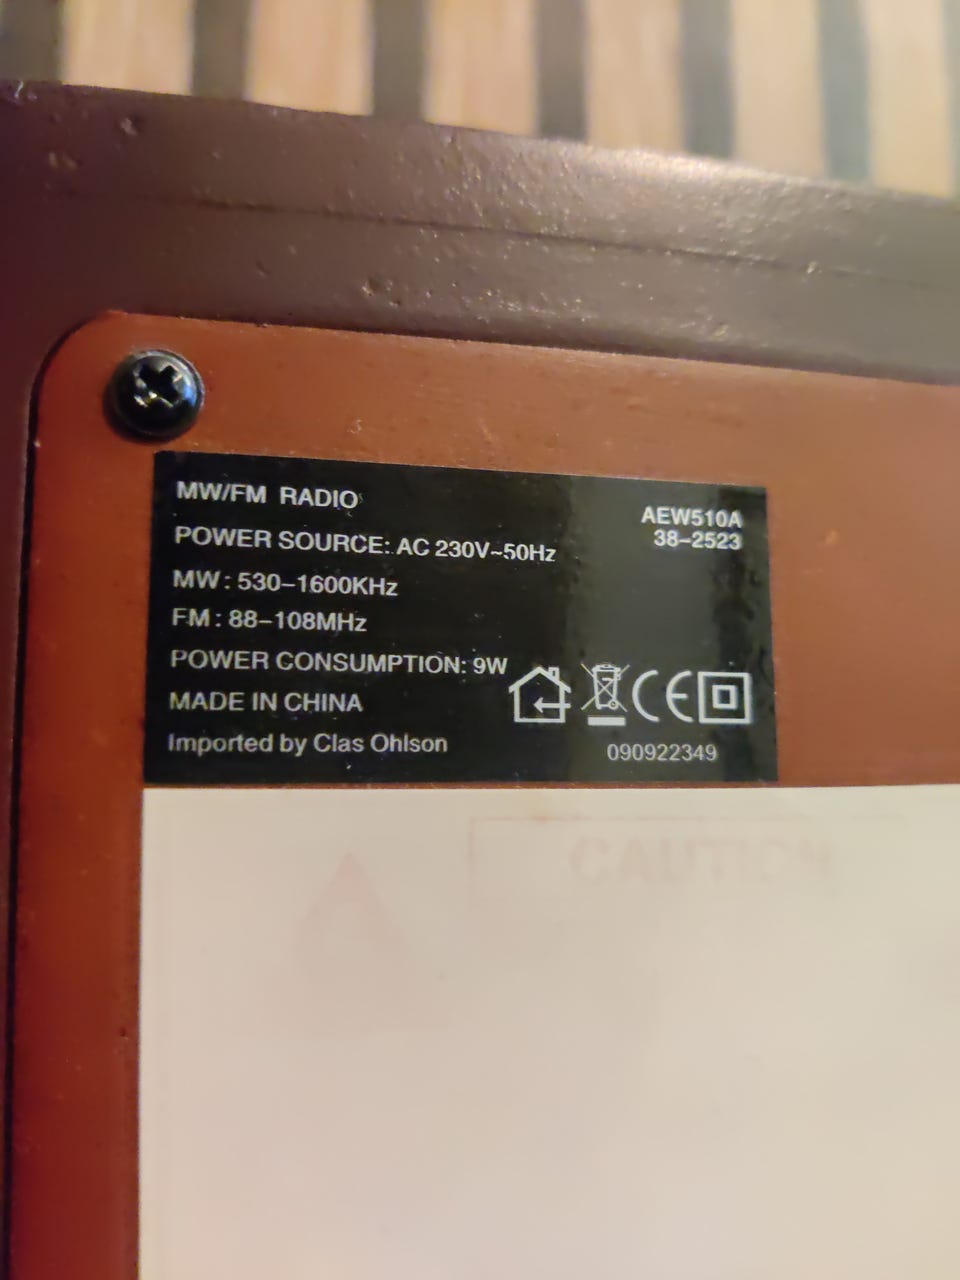 MW/FM RADIO
AEW510A
38-2523
POWER SOURCE: AC 230V~50Hz
MW: 530-1600KHz
FM: 88-108MHz
POWER CONSUMPTION: 9W
MADE IN CHINA
Imported by Clas Ohlson
CE
090922349
CAUTION